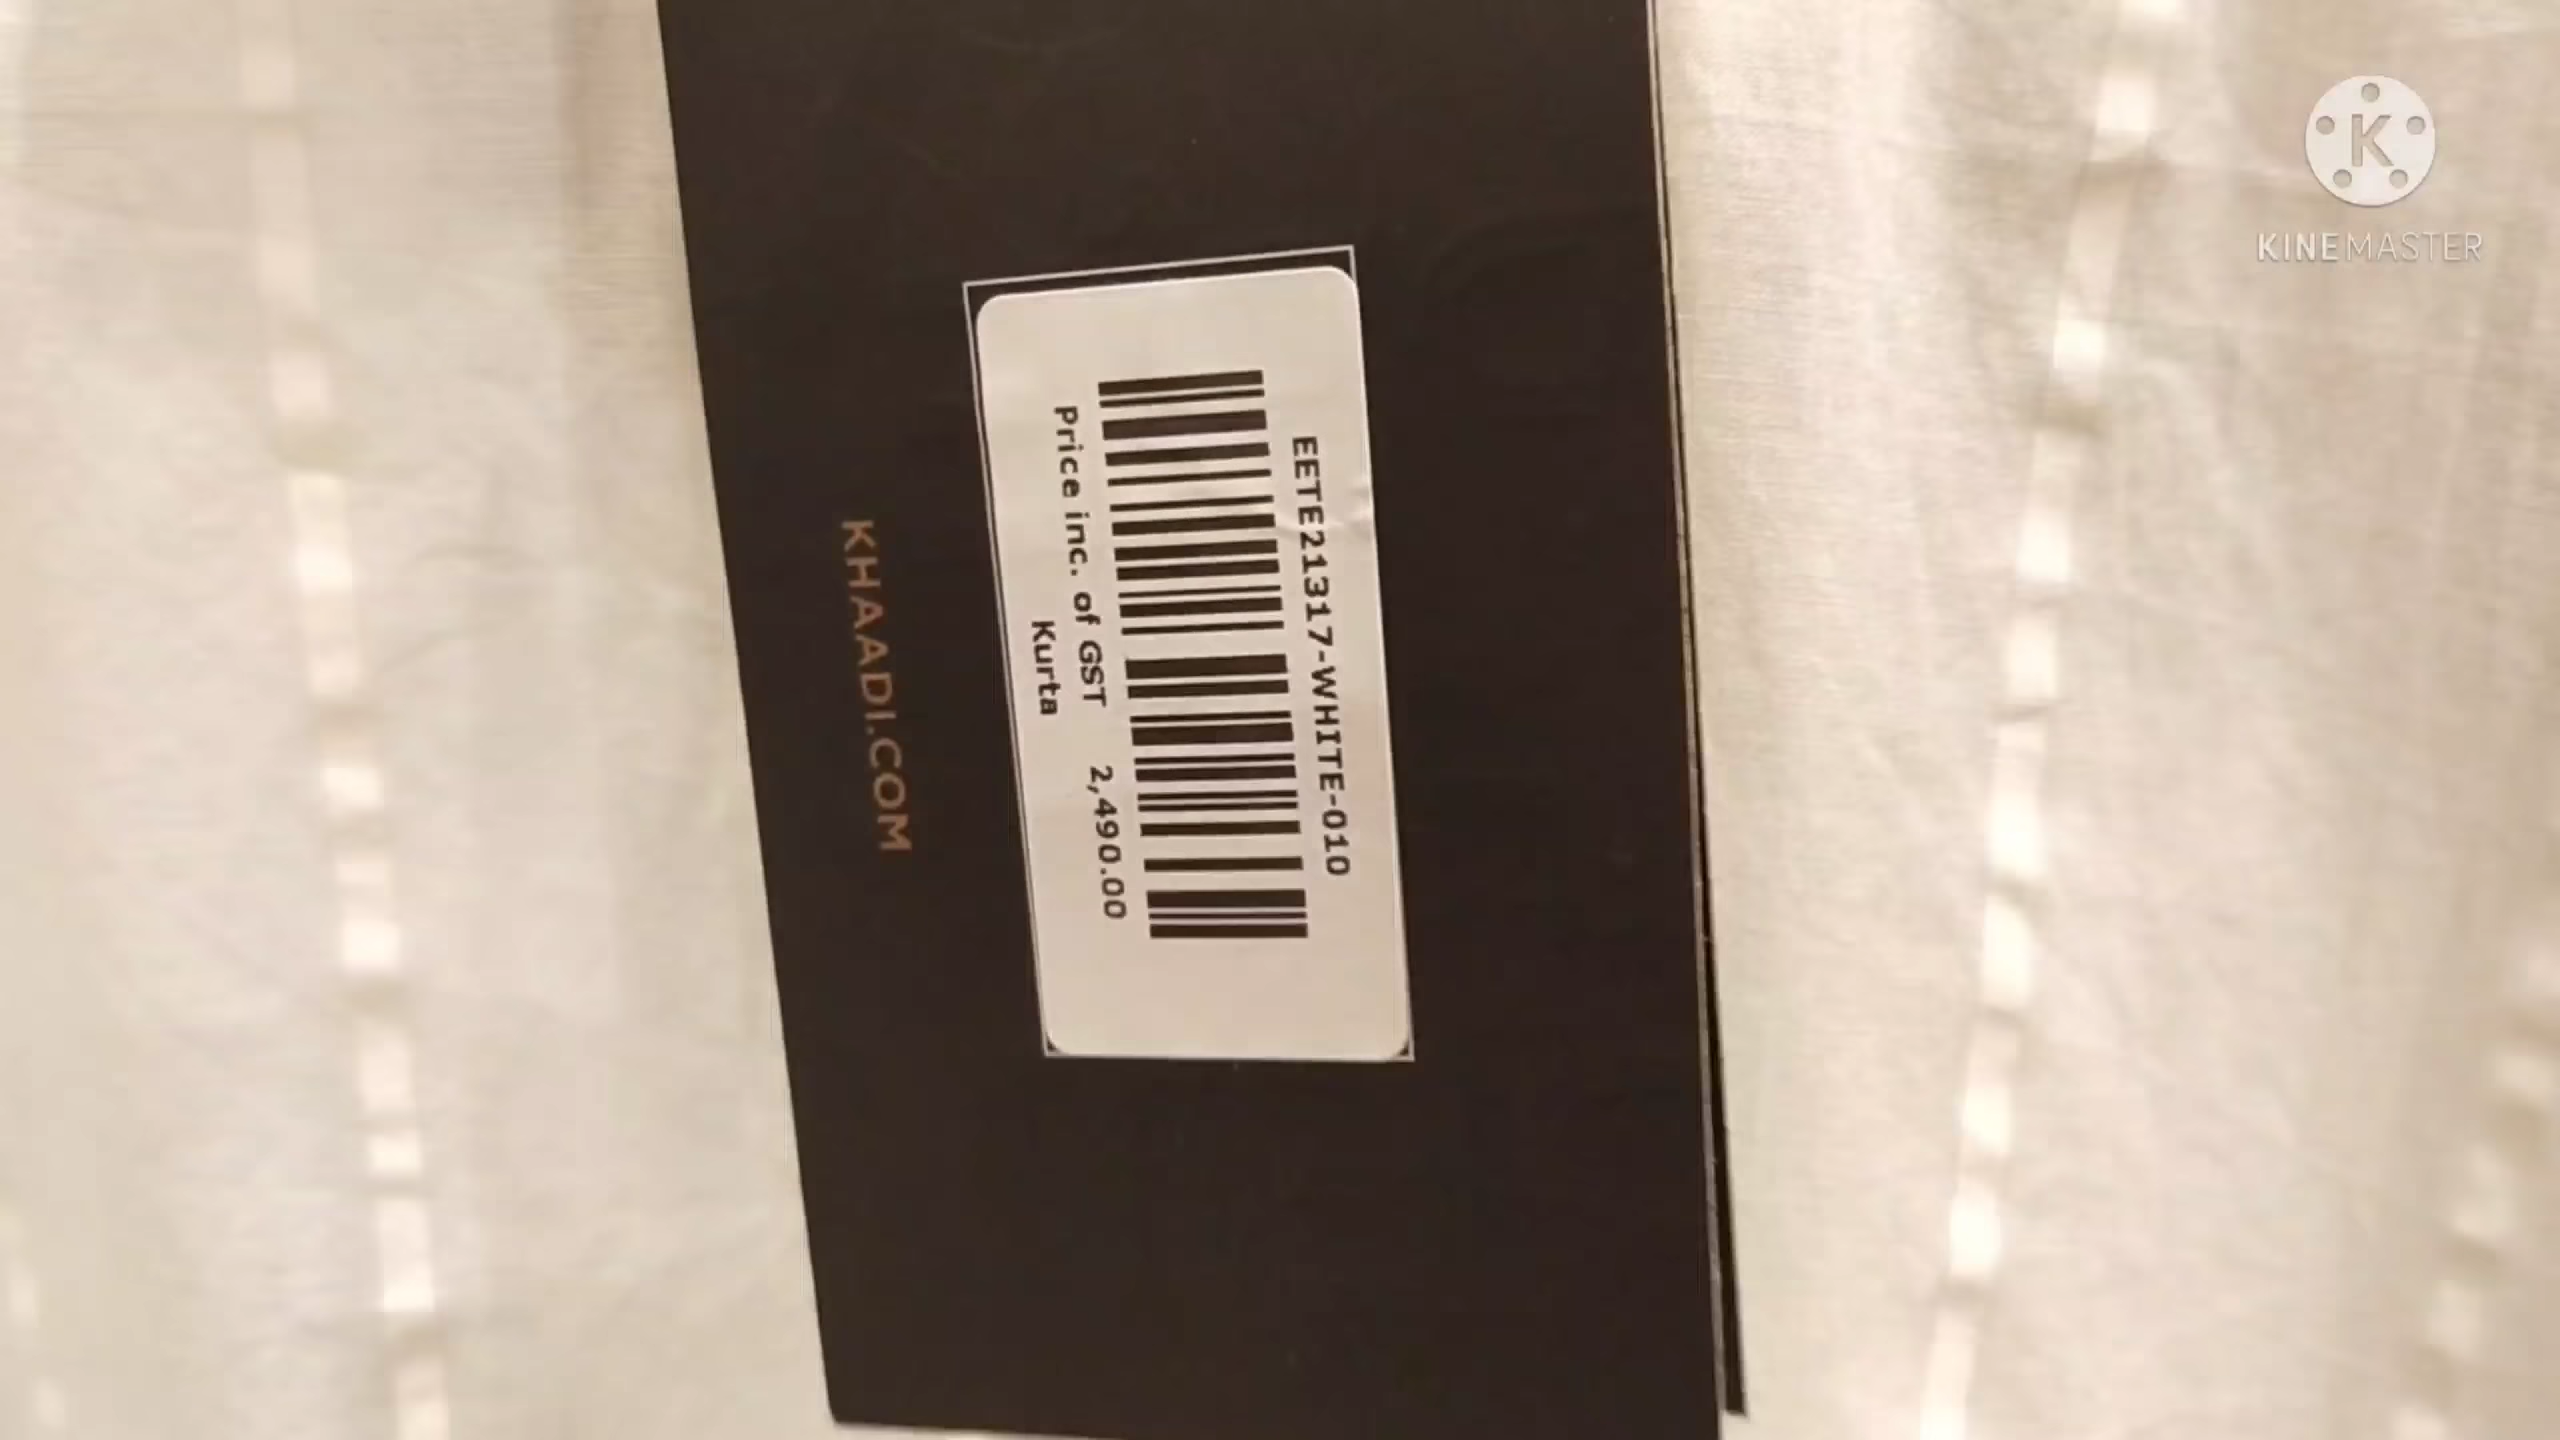 EETE21317-WHITE-010
Price inc. of GST 2,490.00
Kurta
KHAADI.COM
K
KINEMASTER